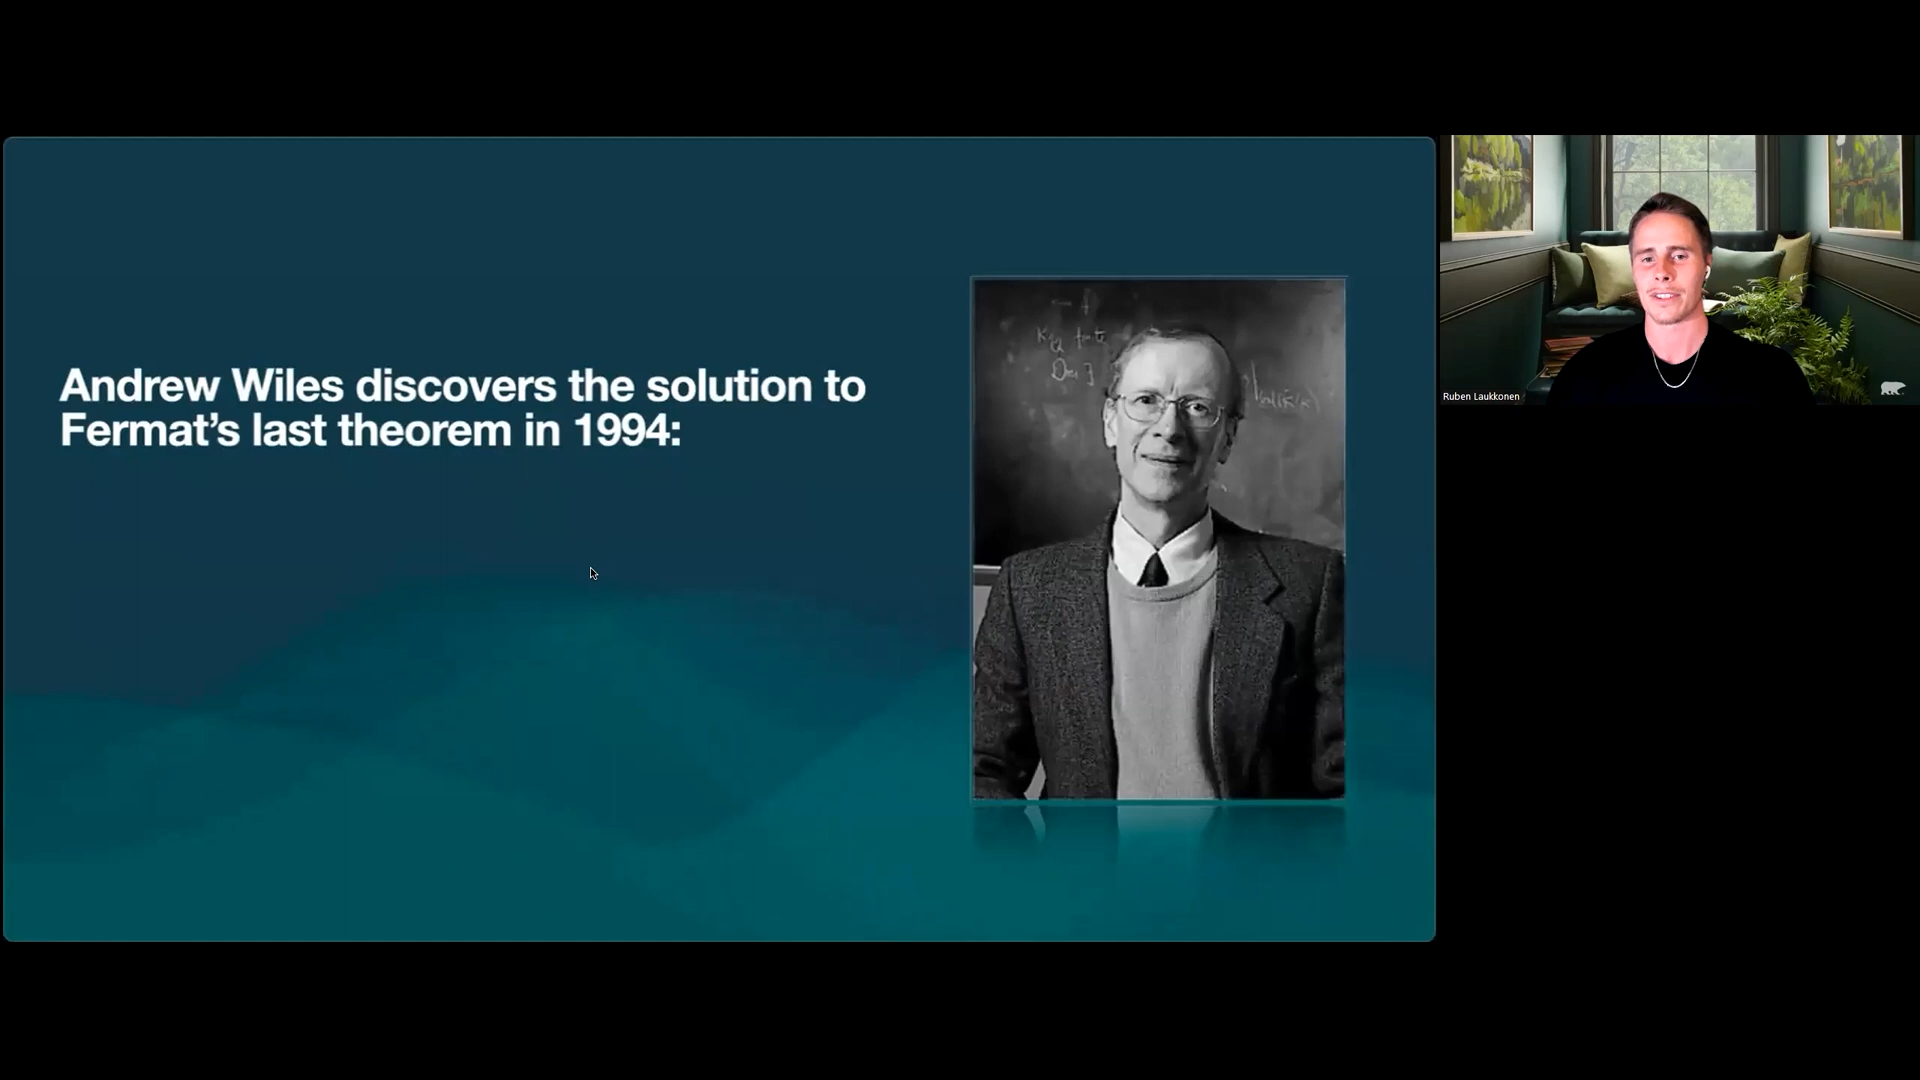 Andrew Wiles discovers the solution to
Fermat’s last theorem in 1994:
Ruben Laukkonen